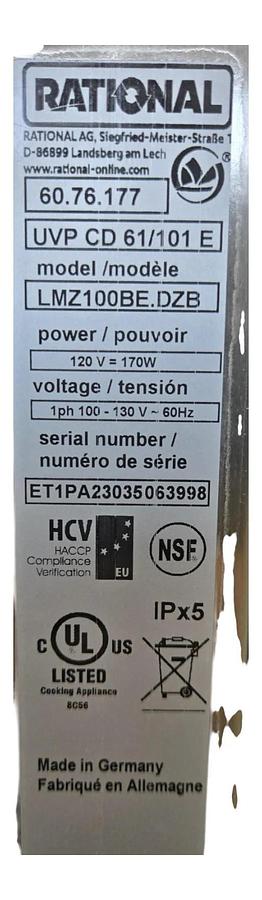 RATIONAL
RATIONAL AG, Siegfried-Meister-Straße 1
D-86899 Landsberg am Lech
www.rational-online.com
®
60.76.177
UVP CD 61/101 E
model /modèle
LMZ100BE.DZB
power / pouvoir
120 V = 170W
voltage / tensión
1ph 100 - 130 V ~ 60Hz
serial number /
numéro de série
ET1PA23035063998
HCV
HACCP
Compliance
Verification
EU
NSF
®
IPx5
C UL US
®
LISTED
Cooking Appliance
8C56
Made in Germany
Fabriqué en Allemagne